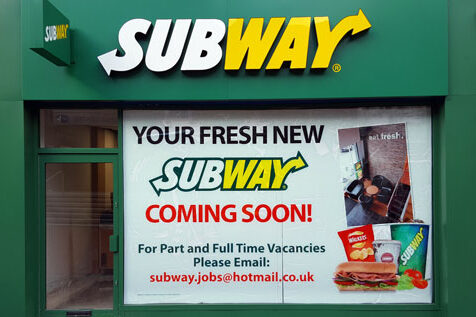 SUBWAY
SUBWAY®
YOUR FRESH NEW
eat fresh.
SUBWAY®
COMING SOON!
WALKERS
SUBWAY
For Part and Full Time Vacancies
Please Email:
subway.jobs@hotmail.co.uk